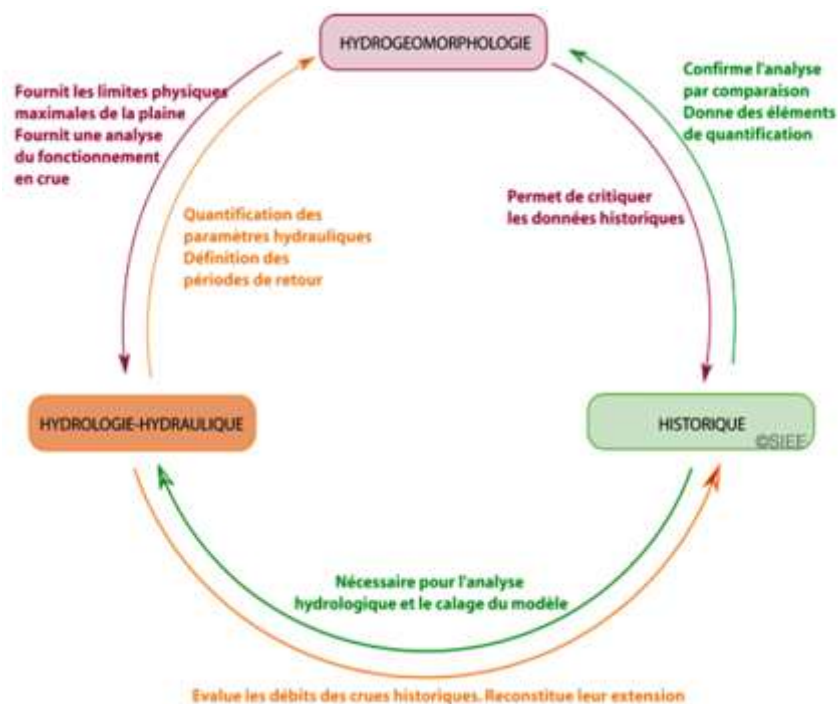 HYDROGEOMORPHOLOGIE
Fournit les limites physiques
maximales de la plaine
Fournit une analyse
du fonctionnement
en crue
Confirme l'analyse
par comparaison
Donne des éléments
de quantification
Quantification des
paramètres hydrauliques
Définition des
périodes de retour
Permet de critiquer
les données historiques
HYDROLOGIE-HYDRAULIQUE
HISTORIQUE
©SIEE
Nécessaire pour l'analyse
hydrologique et le calage du modèle
Evalue les débits des crues historiques. Reconstitue leur extension